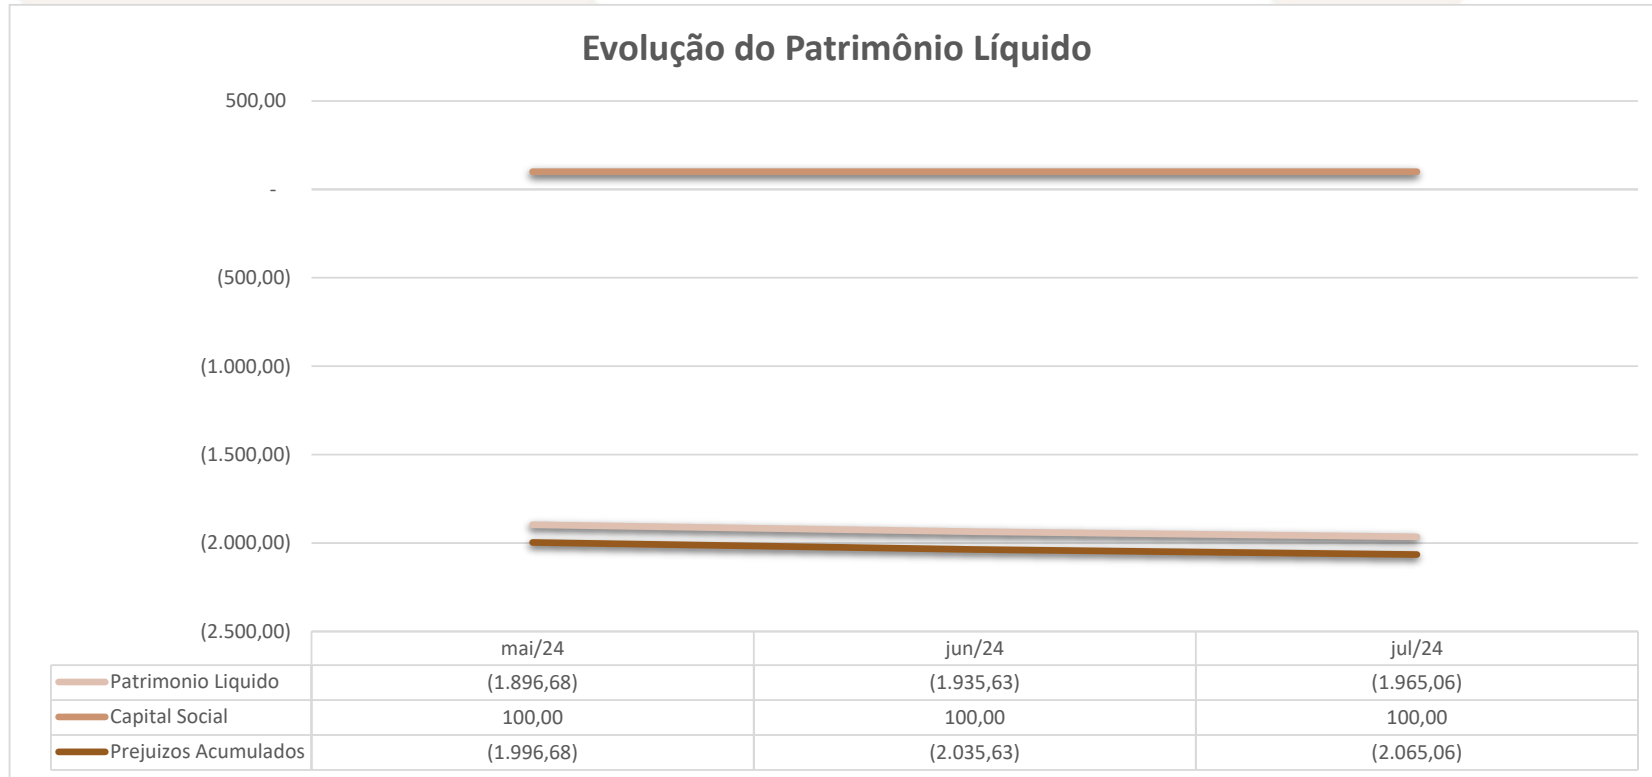 Evolução do Patrimônio Líquido
500,00
-
(500,00)
(1.000,00)
(1.500,00)
(2.000,00)
(2.500,00)
mai/24 jun/24 jul/24
Patrimonio Liquido (1.896,68) (1.935,63) (1.965,06)
Capital Social 100,00 100,00 100,00
Prejuizos Acumulados (1.996,68) (2.035,63) (2.065,06)